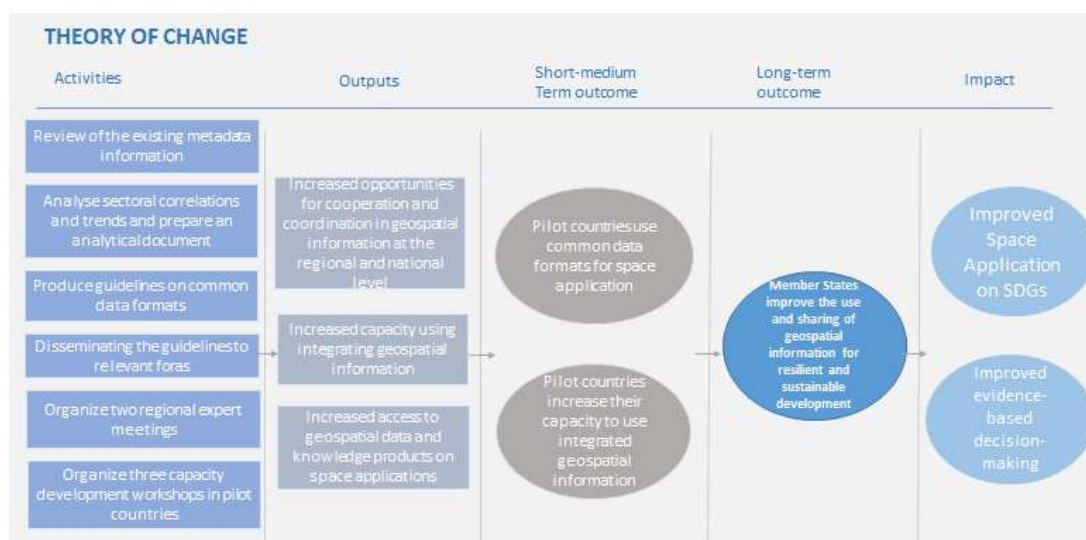 THEORY OF CHANGE
Activities
Outputs
Short-medium
Term outcome
Long-term
outcome
Impact
Review of the existing metadata
information
Analyse sectoral correlations
and trends and prepare an
analytical document
Produce guidelines on common
data formats
Disseminating the guidelines to
relevant foras
Organize two regional expert
meetings
Organize three capacity
development workshops in pilot
countries
Increased opportunities
for cooperation and
coordination in geospatial
information at the
regional and national
level
Increased capacity using
integrating geospatial
information
Increased access to
geospatial data and
knowledge products on
space applications
Pilot countries use
common data
formats for space
application
Pilot countries
increase their
capacity to use
integrated
geospatial
information
Member States
improve the use
and sharing of
geospatial
information for
resilient and
sustainable
development
Improved
Space
Application
on SDGs
Improved
evidence-
based
decision-
making